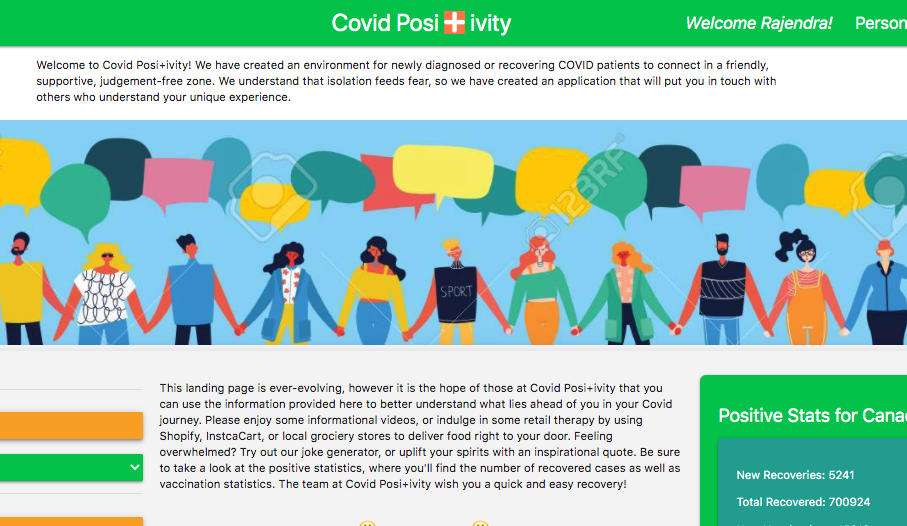 Covid Posi+ivity
Welcome Rajendra!
Person
Welcome to Covid Posi+ivity! We have created an environment for newly diagnosed or recovering COVID patients to connect in a friendly,
supportive, judgement-free zone. We understand that isolation feeds fear, so we have created an application that will put you in touch with
others who understand your unique experience.
123RF
SPORT
This landing page is ever-evolving, however it is the hope of those at Covid Posi+ivity that you
can use the information provided here to better understand what lies ahead of you in your Covid
journey. Please enjoy some informational videos, or indulge in some retail therapy by using
Shopify, InstcaCart, or local grociery stores to deliver food right to your door. Feeling
overwhelmed? Try out our joke generator, or uplift your spirits with an inspirational quote. Be sure
to take a look at the positive statistics, where you'll find the number of recovered cases as well as
vaccination statistics. The team at Covid Posi+ivity wish you a quick and easy recovery!
Positive Stats for Cana
New Recoveries: 5241
Total Recovered: 700924